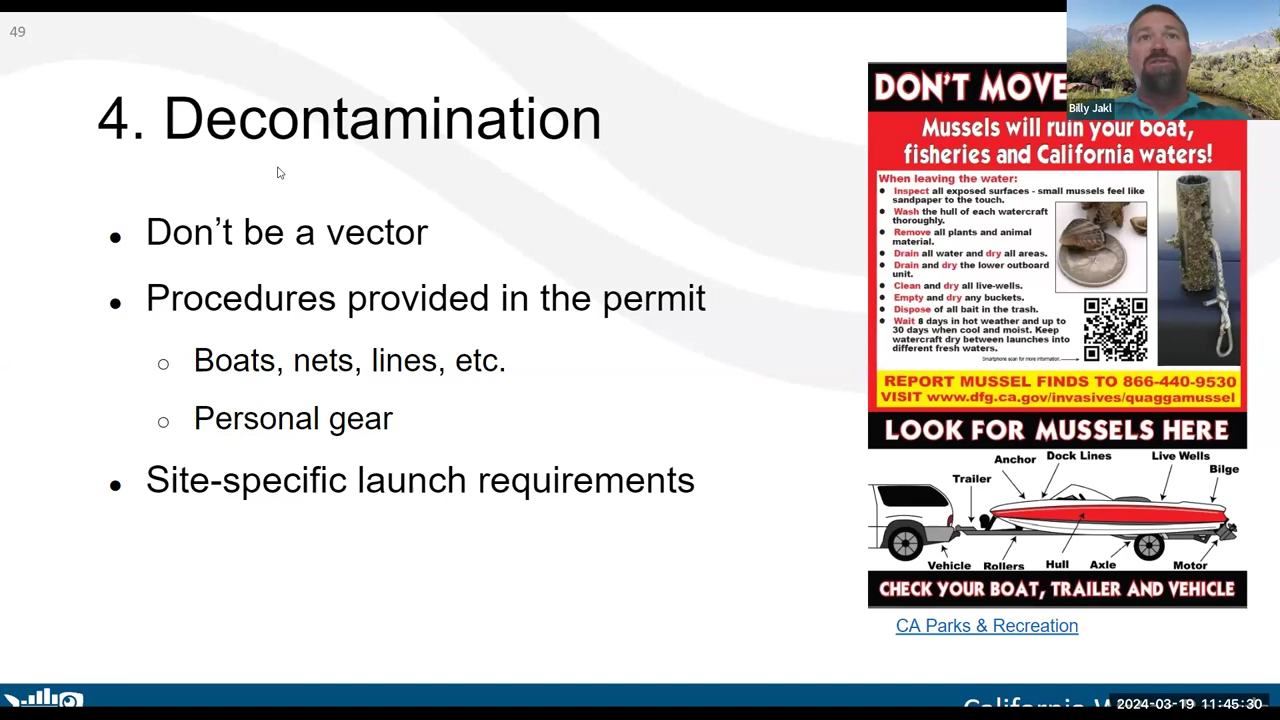 49
4. Decontamination
● Don’t be a vector
● Procedures provided in the permit
○ Boats, nets, lines, etc.
○ Personal gear
● Site-specific launch requirements
Billy Jakl
DON'T MOVE
Mussels will ruin your boat,
fisheries and California waters!
When leaving the water:
● Inspect all exposed surfaces - small mussels feel like
sandpaper to the touch.
● Wash the hull of each watercraft
thoroughly.
● Remove all plants and animal
material.
● Drain all water and dry all areas.
● Drain and dry the lower outboard
unit.
● Clean and dry all live-wells.
● Empty and dry any buckets.
● Dispose of all bait in the trash.
● Wait 8 days in hot weather and up to
30 days when cool and moist. Keep
watercraft dry between launches into
different fresh waters.
Smartphone scan for more information.
REPORT MUSSEL FINDS TO 866-440-9530
VISIT www.dfg.ca.gov/invasives/quaggamussel
LOOK FOR MUSSELS HERE
Trailer
Anchor
Dock Lines
Live Wells
Bilge
Vehicle
Rollers
Hull
Axle
Motor
CHECK YOUR BOAT, TRAILER AND VEHICLE
CA Parks & Recreation
California
2024-03-19 11:45:30